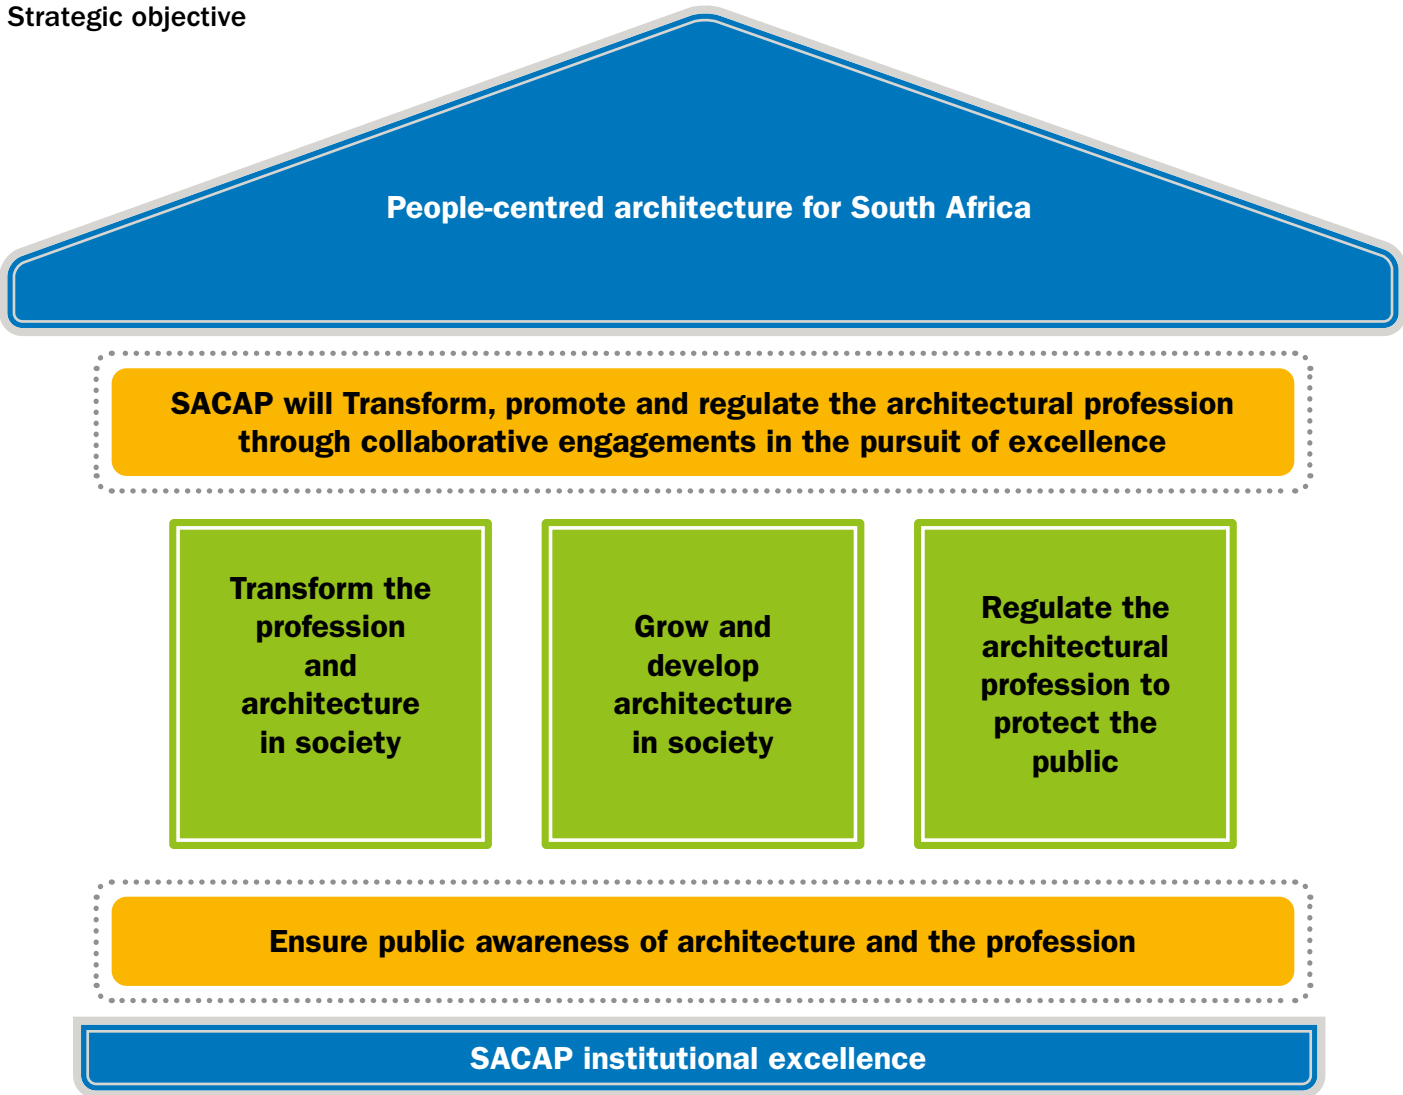 Strategic objective
People-centred architecture for South Africa
SACAP will Transform, promote and regulate the architectural profession
through collaborative engagements in the pursuit of excellence
Transform the
profession
and
architecture
in society
Grow and
develop
architecture
in society
Regulate the
architectural
profession to
protect the
public
Ensure public awareness of architecture and the profession
SACAP institutional excellence